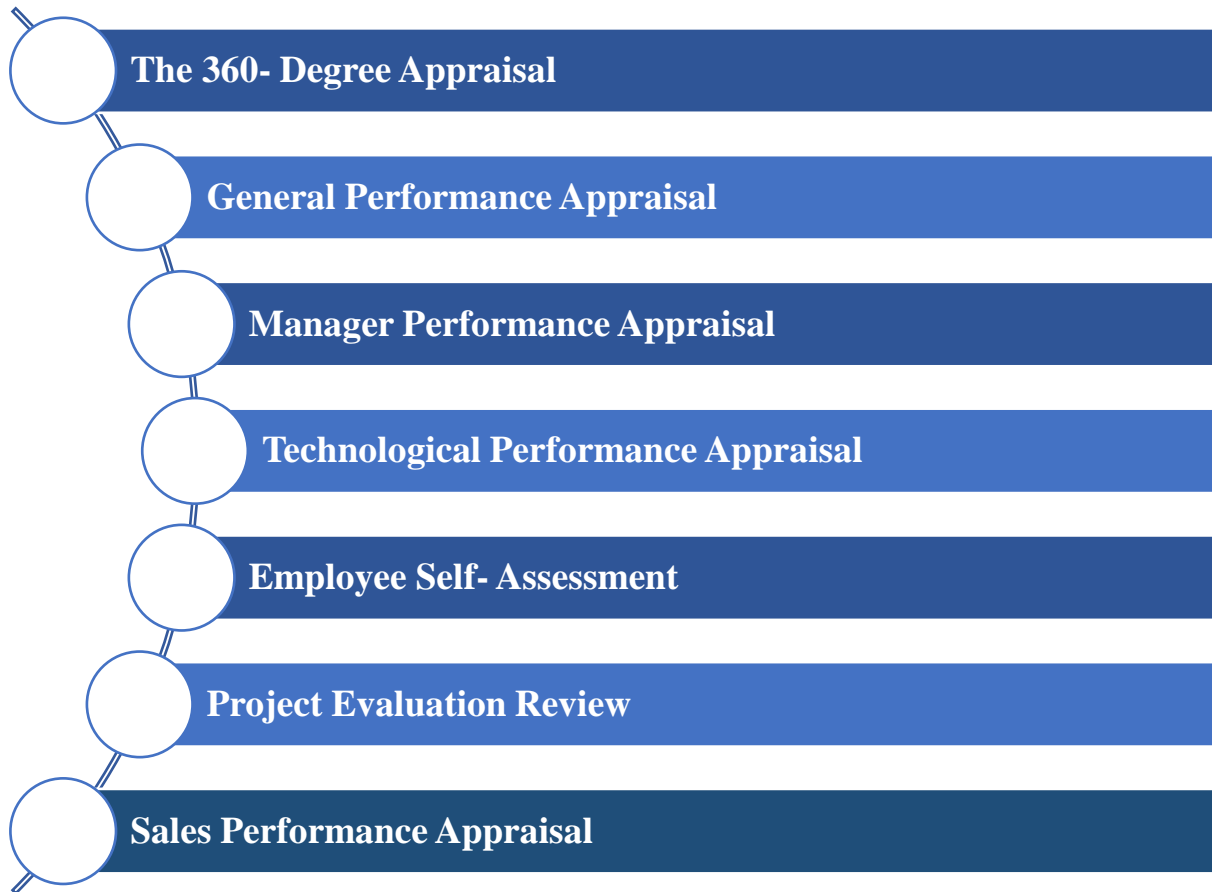 The 360- Degree Appraisal
General Performance Appraisal
Manager Performance Appraisal
Technological Performance Appraisal
Employee Self- Assessment
Project Evaluation Review
Sales Performance Appraisal